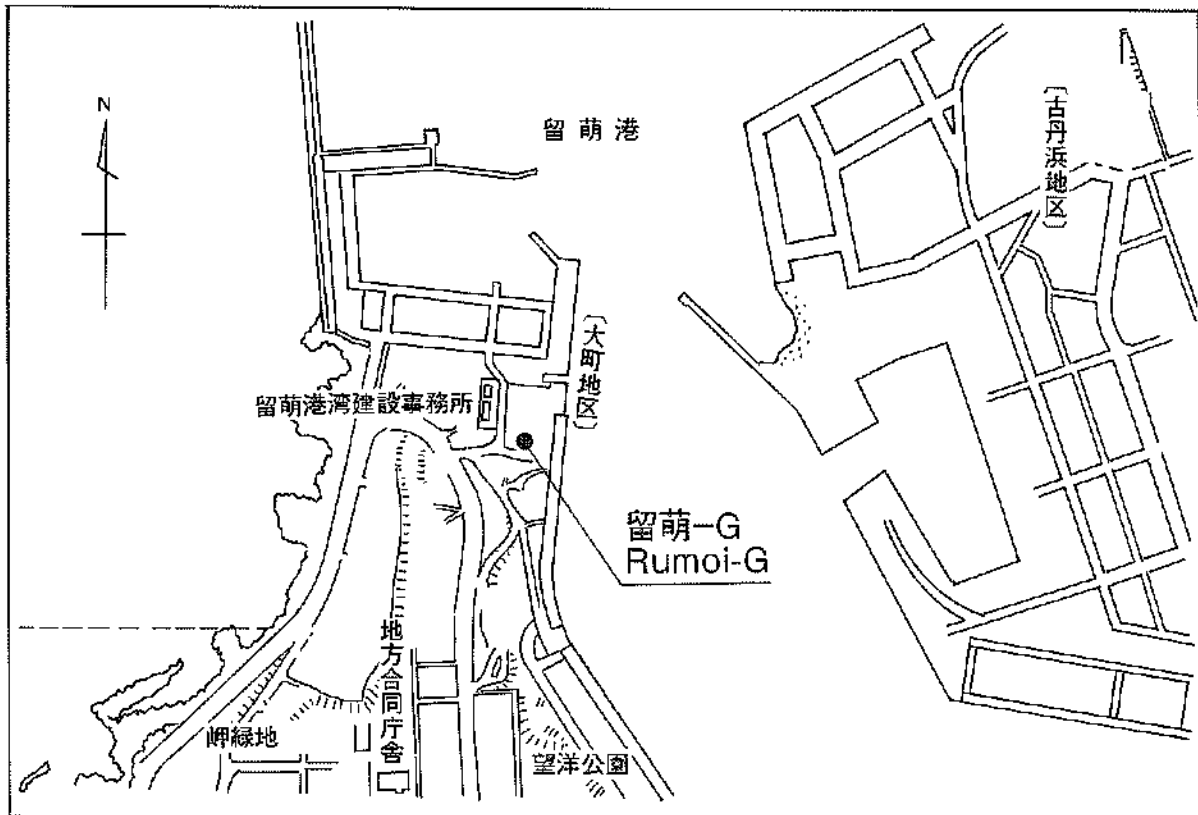 N
留萌港
〔古丹浜地区〕
〔大町地区〕
留萌港湾建設事務所
留萌-G
Rumoi-G
地方合同庁舎
岬緑地
望洋公園